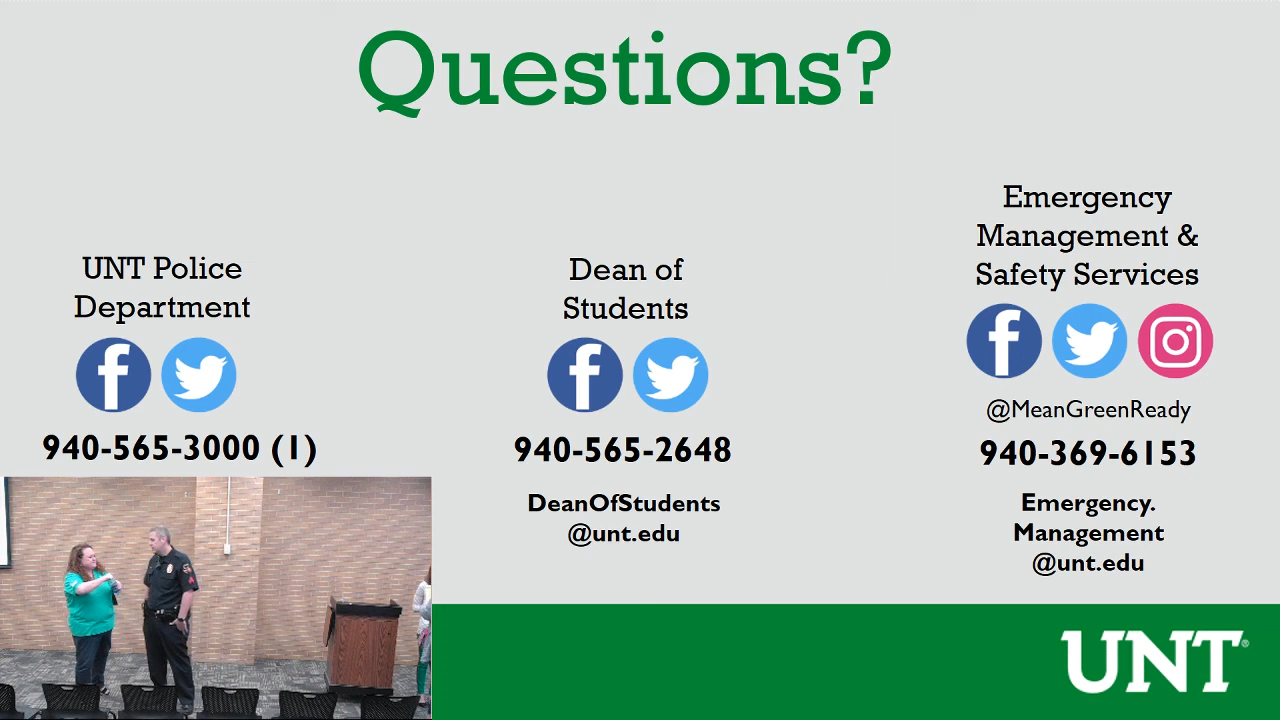 Questions?
UNT Police
Department
940-565-3000 (1)
Dean of
Students
940-565-2648
DeanOfStudents
@unt.edu
Emergency
Management &
Safety Services
@MeanGreenReady
940-369-6153
Emergency.
Management
@unt.edu
UNT®